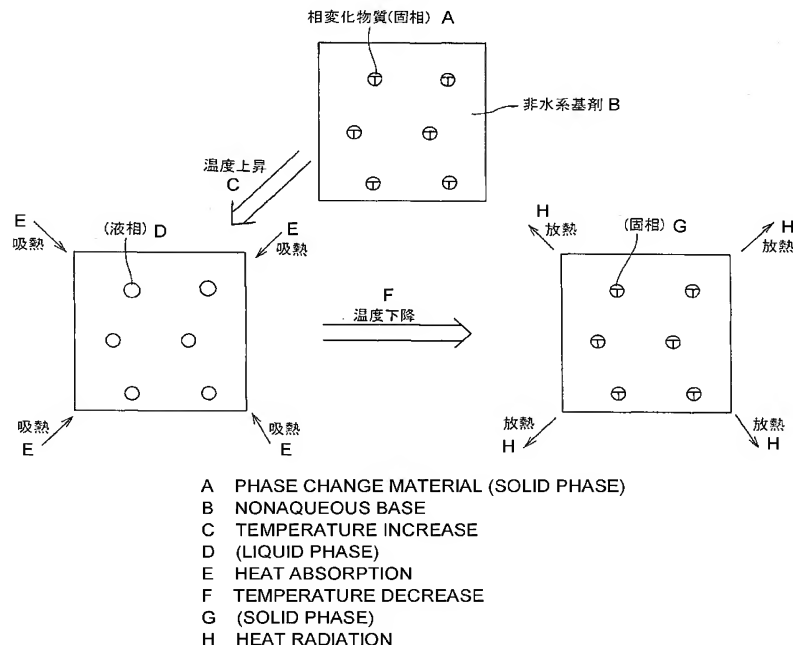 相変化物質(固相) A
非水系基剤 B
温度上昇
C
E
吸熱
(液相) D
E
吸熱
H
放熱
(固相) G
H
放熱
F
温度下降
吸熱
E
吸熱
E
放熱
H
放熱
H
A PHASE CHANGE MATERIAL (SOLID PHASE)
B NONAQUEOUS BASE
C TEMPERATURE INCREASE
D (LIQUID PHASE)
E HEAT ABSORPTION
F TEMPERATURE DECREASE
G (SOLID PHASE)
H HEAT RADIATION